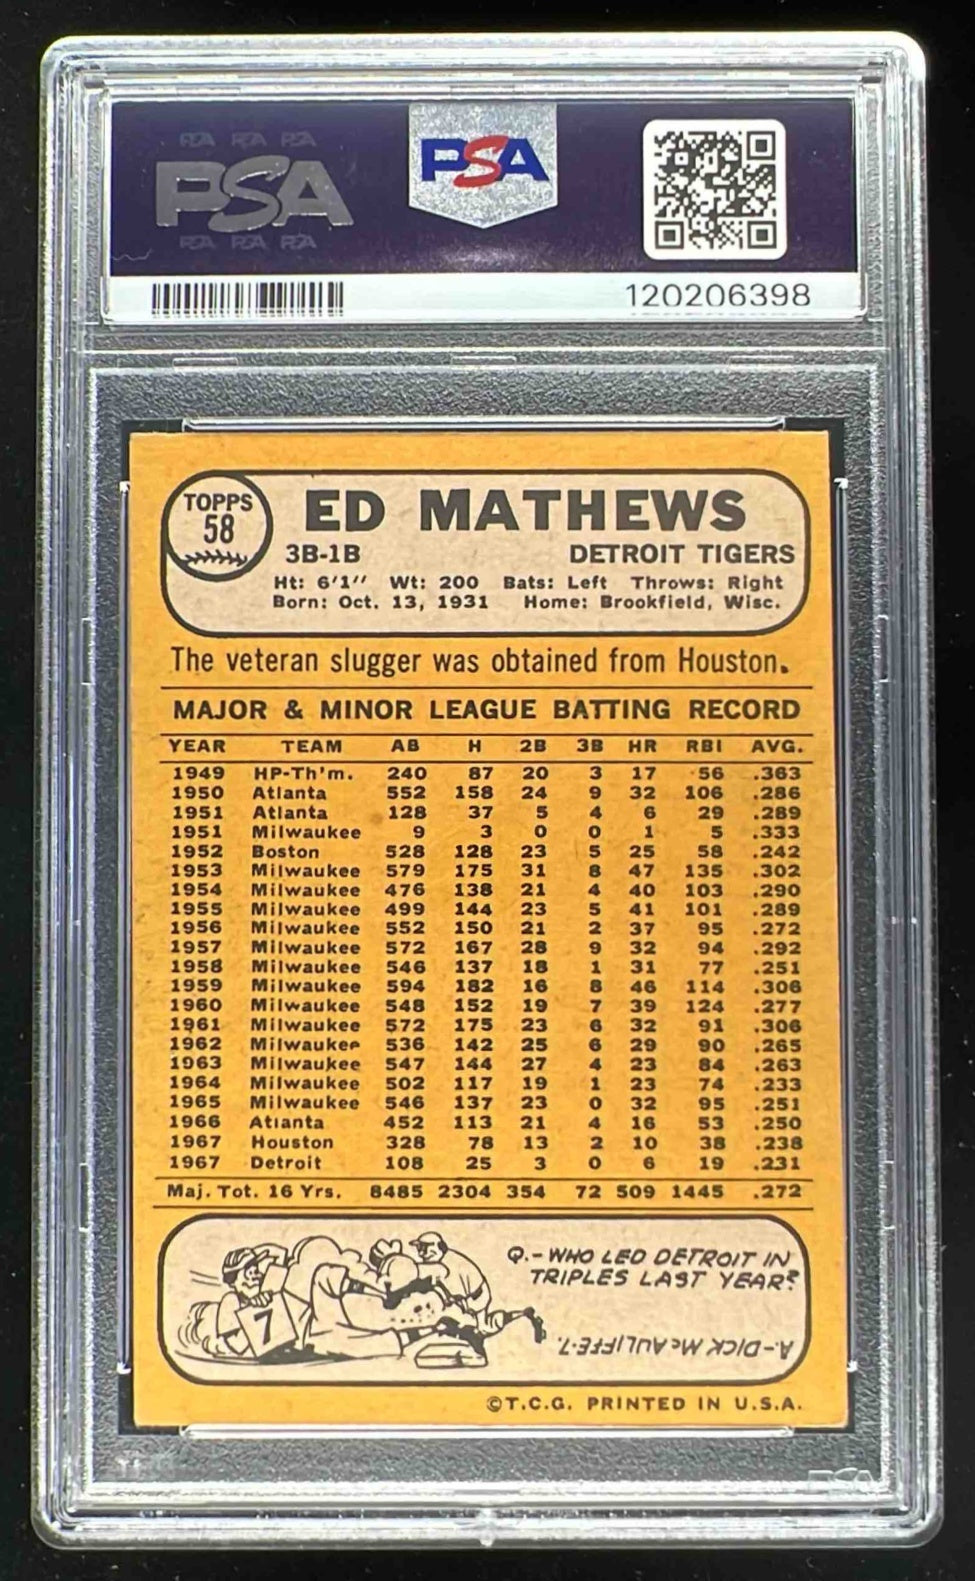 PSA PSA PSA
PSA
PSA PSA PSA
PSA
120206398
TOPPS
58
ED MATHEWS
3B-1B DETROIT TIGERS
Ht: 6'1" Wt: 200 Bats: Left Throws: Right
Born: Oct. 13, 1931 Home: Brookfield, Wisc.
The veteran slugger was obtained from Houston.
MAJOR & MINOR LEAGUE BATTING RECORD
YEAR TEAM AB H 2B 3B HR RBI AVG.
1949 HP-Th'm. 240 87 20 3 17 56 .363
1950 Atlanta 552 158 24 9 32 106 .286
1951 Atlanta 128 37 5 4 6 29 .289
1951 Milwaukee 9 3 0 0 1 5 .333
1952 Boston 528 128 23 5 25 58 .242
1953 Milwaukee 579 175 31 8 47 135 .302
1954 Milwaukee 476 138 21 4 40 103 .290
1955 Milwaukee 499 144 23 5 41 101 .289
1956 Milwaukee 552 150 21 2 37 95 .272
1957 Milwaukee 572 167 28 9 32 94 .292
1958 Milwaukee 546 137 18 1 31 77 .251
1959 Milwaukee 594 182 16 8 46 114 .306
1960 Milwaukee 548 152 19 7 39 124 .277
1961 Milwaukee 572 175 23 6 32 91 .306
1962 Milwaukee 536 142 25 6 29 90 .265
1963 Milwaukee 547 144 27 4 23 84 .263
1964 Milwaukee 502 117 19 1 23 74 .233
1965 Milwaukee 546 137 23 0 32 95 .251
1966 Atlanta 452 113 21 4 16 53 .250
1967 Houston 328 78 13 2 10 38 .238
1967 Detroit 108 25 3 0 6 19 .231
Maj. Tot. 16 Yrs. 8485 2304 354 72 509 1445 .272
Q.-WHO LED DETROIT IN
TRIPLES LAST YEAR?
7
A-DICK McAULIFFE-7.
©T.C.G. PRINTED IN U.S.A.
PSA